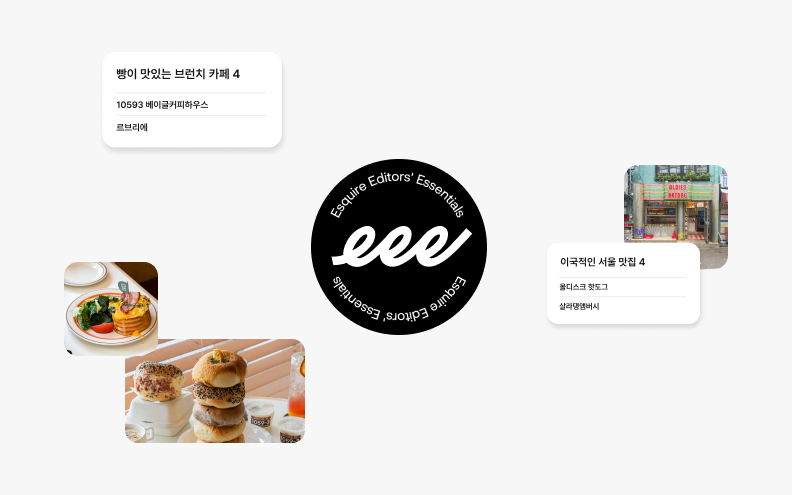 빵이 맛있는 브런치 카페 4
10593 베이글커피하우스
르브리에
Esquire Editors' Essentials
eee
Esquire Editors' Essentials
OLDIES
HOTDOG
이국적인 서울 맛집 4
올디스크 핫도그
살라댕앰버시